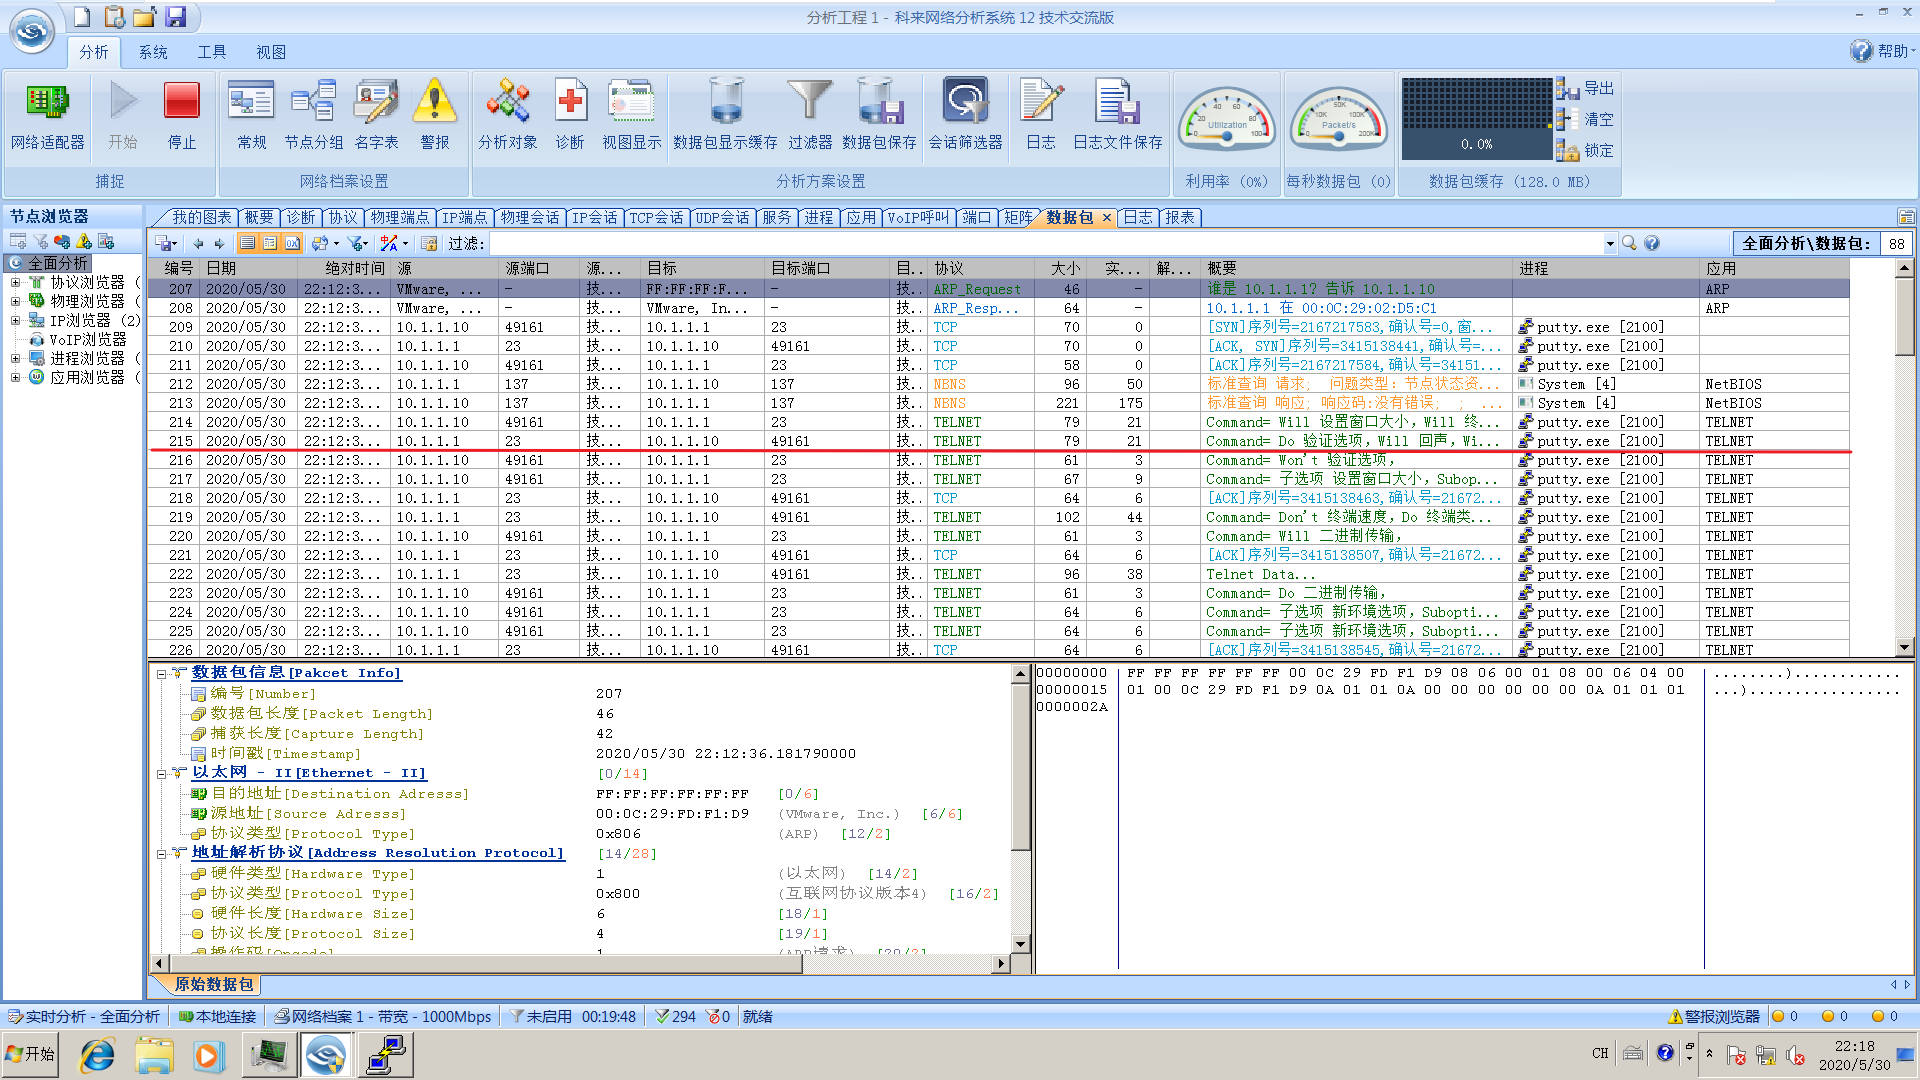 分析工程 1 - 科来网络分析系统 12 技术交流版
分析 系统 工具 视图 帮助
网络适配器 开始 停止 常规 节点分组 名字表 警报 分析对象 诊断 视图显示 数据包显示缓存 过滤器 数据包保存 会话筛选器 日志 日志文件保存
导出
清空
锁定
0.0%
捕捉 网络档案设置 分析方案设置 利用率 (0%) 每秒数据包 (0) 数据包缓存 (128.0 MB)
节点浏览器
我的图表 概要 诊断 协议 物理端点 IP端点 物理会话 IP会话 TCP会话 UDP会话 服务 进程 应用 VoIP呼叫 端口 矩阵 数据包 × 日志 报表
过滤: 全面分析\数据包: 88
全面分析
协议浏览器 (
物理浏览器 (
IP浏览器 (2)
VoIP浏览器
进程浏览器 (
应用浏览器 (
编号 日期 绝对时间 源 源端口 源... 目标 目标端口 目.. 协议 大小 实... 解... 概要 进程 应用
207 2020/05/30 22:12:3... VMware, ... - 技... FF:FF:FF:F... - 技.. ARP_Request 46 - 谁是 10.1.1.1? 告诉 10.1.1.10 ARP
208 2020/05/30 22:12:3... VMware, ... - 技... VMware, In... - 技.. ARP_Resp... 64 - 10.1.1.1 在 00:0C:29:02:D5:C1 ARP
209 2020/05/30 22:12:3... 10.1.1.10 49161 技... 10.1.1.1 23 技.. TCP 70 0 [SYN]序列号=2167217583,确认号=0,窗... putty.exe [2100]
210 2020/05/30 22:12:3... 10.1.1.1 23 技... 10.1.1.10 49161 技.. TCP 70 0 [ACK, SYN]序列号=3415138441,确认号=... putty.exe [2100]
211 2020/05/30 22:12:3... 10.1.1.10 49161 技... 10.1.1.1 23 技.. TCP 58 0 [ACK]序列号=2167217584,确认号=34151... putty.exe [2100]
212 2020/05/30 22:12:3... 10.1.1.1 137 技... 10.1.1.10 137 技.. NBNS 96 50 标准查询 请求; 问题类型: 节点状态资... System [4] NetBIOS
213 2020/05/30 22:12:3... 10.1.1.10 137 技... 10.1.1.1 137 技.. NBNS 221 175 标准查询 响应; 响应码:没有错误; ; ... System [4] NetBIOS
214 2020/05/30 22:12:3... 10.1.1.10 49161 技... 10.1.1.1 23 技.. TELNET 79 21 Command= Will 设置窗口大小, Will 终... putty.exe [2100] TELNET
215 2020/05/30 22:12:3... 10.1.1.1 23 技... 10.1.1.10 49161 技.. TELNET 79 21 Command= Do 验证选项, Will 回声, Wi... putty.exe [2100] TELNET
216 2020/05/30 22:12:3... 10.1.1.10 49161 技... 10.1.1.1 23 技.. TELNET 61 3 Command= Won't 验证选项, putty.exe [2100] TELNET
217 2020/05/30 22:12:3... 10.1.1.10 49161 技... 10.1.1.1 23 技.. TELNET 67 9 Command= 子选项 设置窗口大小, Subop... putty.exe [2100] TELNET
218 2020/05/30 22:12:3... 10.1.1.1 23 技... 10.1.1.10 49161 技.. TCP 64 6 [ACK]序列号=3415138463,确认号=21672... putty.exe [2100] TELNET
219 2020/05/30 22:12:3... 10.1.1.1 23 技... 10.1.1.10 49161 技.. TELNET 102 44 Command= Don't 终端速度, Do 终端类... putty.exe [2100] TELNET
220 2020/05/30 22:12:3... 10.1.1.10 49161 技... 10.1.1.1 23 技.. TELNET 61 3 Command= Will 二进制传输, putty.exe [2100] TELNET
221 2020/05/30 22:12:3... 10.1.1.1 23 技... 10.1.1.10 49161 技.. TCP 64 6 [ACK]序列号=3415138507,确认号=21672... putty.exe [2100] TELNET
222 2020/05/30 22:12:3... 10.1.1.1 23 技... 10.1.1.10 49161 技.. TELNET 96 38 Telnet Data... putty.exe [2100] TELNET
223 2020/05/30 22:12:3... 10.1.1.10 49161 技... 10.1.1.1 23 技.. TELNET 61 3 Command= Do 二进制传输, putty.exe [2100] TELNET
224 2020/05/30 22:12:3... 10.1.1.10 49161 技... 10.1.1.1 23 技.. TELNET 64 6 Command= 子选项 新环境选项, Subopti... putty.exe [2100] TELNET
225 2020/05/30 22:12:3... 10.1.1.10 49161 技... 10.1.1.1 23 技.. TELNET 64 6 Command= 子选项 新环境选项, Subopti... putty.exe [2100] TELNET
226 2020/05/30 22:12:3... 10.1.1.1 23 技... 10.1.1.10 49161 技.. TCP 64 6 [ACK]序列号=3415138545,确认号=21672... putty.exe [2100] TELNET
数据包信息[Pakcet Info]
编号[Number] 207
数据包长度[Packet Length] 46
捕获长度[Capture Length] 42
时间戳[Timestamp] 2020/05/30 22:12:36.181790000
以太网 - II[Ethernet - II] [0/14]
目的地址[Destination Adresss] FF:FF:FF:FF:FF:FF [0/6]
源地址[Source Adresss] 00:0C:29:FD:F1:D9 (VMware, Inc.) [6/6]
协议类型[Protocol Type] 0x806 (ARP) [12/2]
地址解析协议[Address Resolution Protocol] [14/28]
硬件类型[Hardware Type] 1 (以太网) [14/2]
协议类型[Protocol Type] 0x800 (互联网协议版本4) [16/2]
硬件长度[Hardware Size] 6 [18/1]
协议长度[Protocol Size] 4 [19/1]
操作码[Opcode] 1 (ARP请求) [20/2]
00000000 FF FF FF FF FF FF 00 0C 29 FD F1 D9 08 06 00 01 08 00 06 04 00 ........)............
00000015 01 00 0C 29 FD F1 D9 0A 01 01 0A 00 00 00 00 00 00 0A 01 01 01 ...).................
0000002A
原始数据包
实时分析 - 全面分析 本地连接 网络档案 1 - 带宽 - 1000Mbps 未启用 00:19:48 294 0 就绪 警报浏览器 0 0 0
开始 CH 22:18
2020/5/30